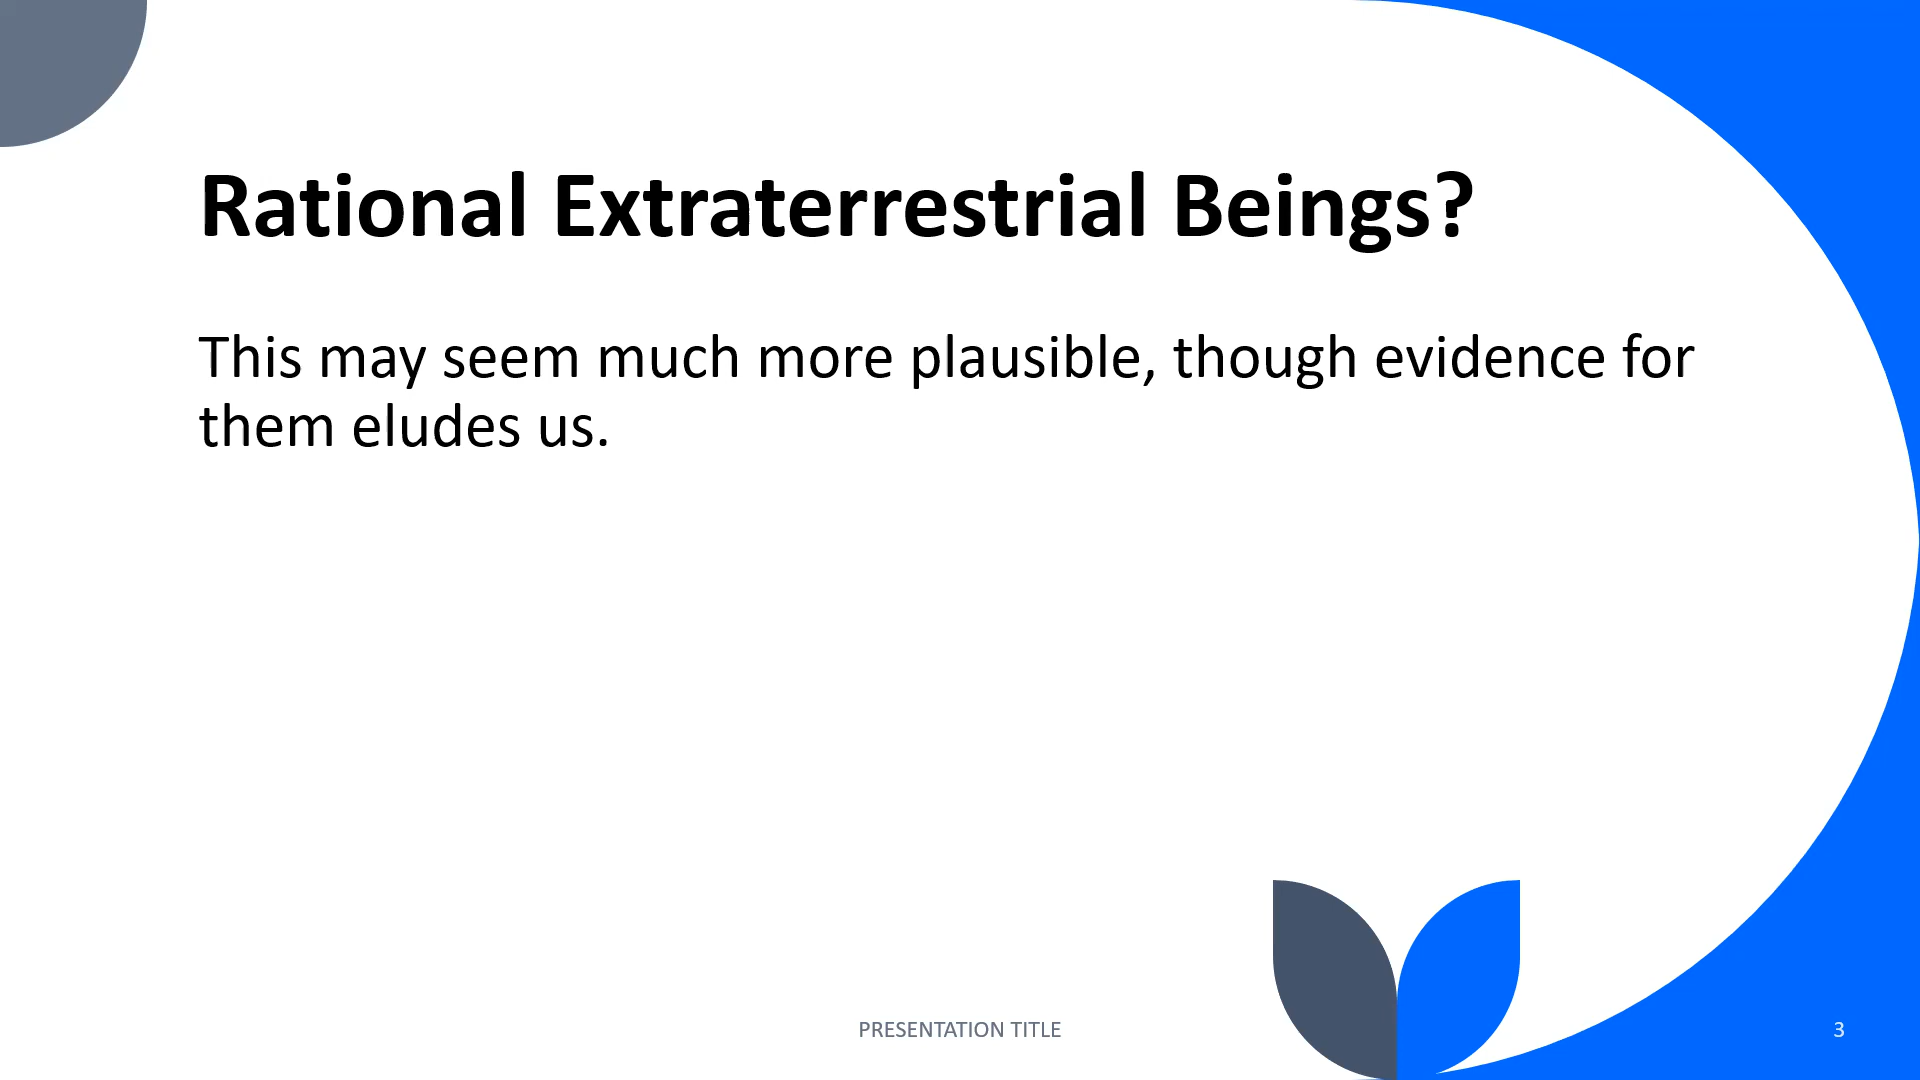 Rational Extraterrestrial Beings?
This may seem much more plausible, though evidence for
them eludes us.
PRESENTATION TITLE
3